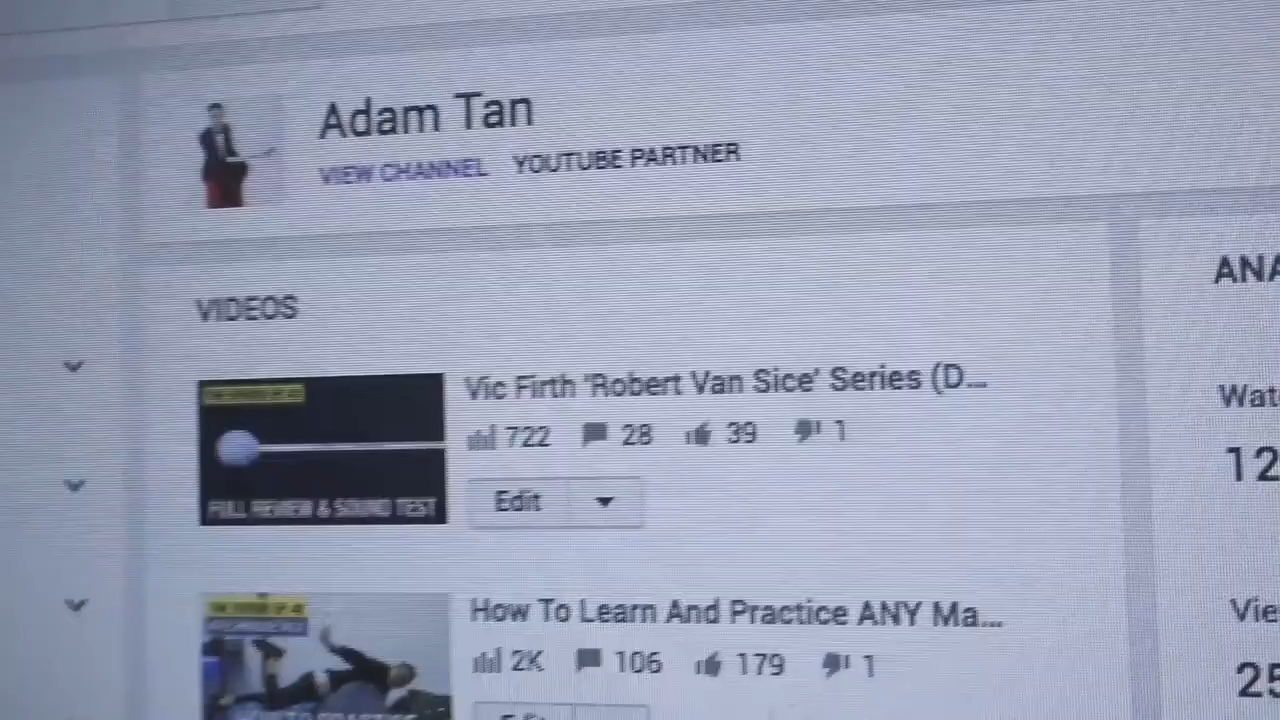 Adam Tan
VIEW CHANNEL YOUTUBE PARTNER
VIDEOS
ANA
Vic Firth 'Robert Van Sice' Series (D...
722 28 39 1
Edit
FULL REVIEW & SOUND TEST
Wat
12
How To Learn And Practice ANY Ma...
2K 106 179 1
Vie
25
Edit